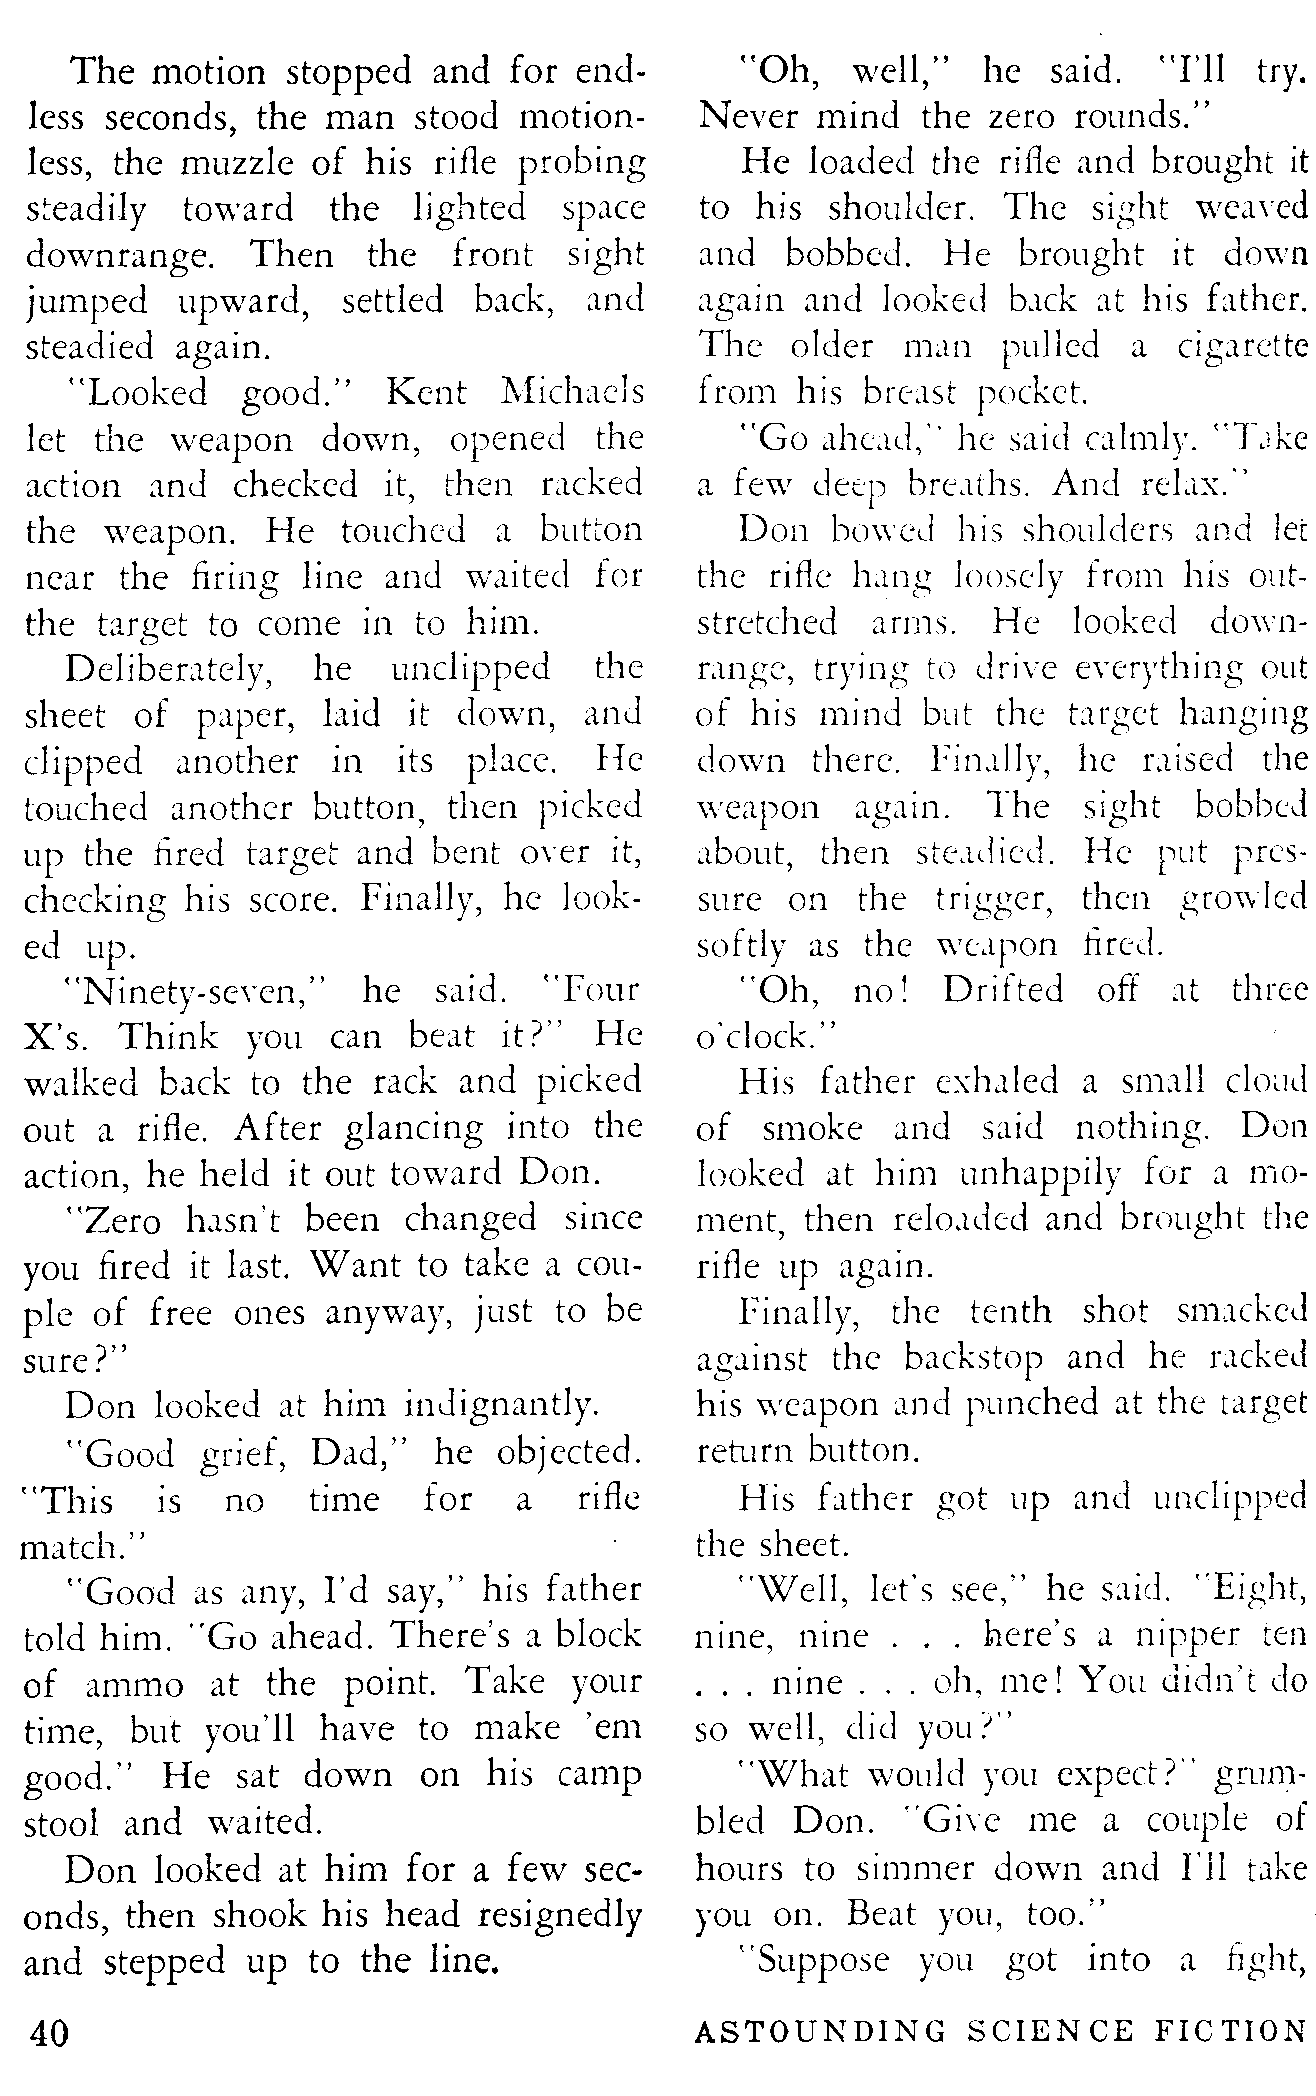 The motion stopped and for end-
less seconds, the man stood motion-
less, the muzzle of his rifle probing
steadily toward the lighted space
downrange. Then the front sight
jumped upward, settled back, and
steadied again.
"Looked good." Kent Michaels
let the weapon down, opened the
action and checked it, then racked
the weapon. He touched a button
near the firing line and waited for
the target to come in to him.
Deliberately, he unclipped the
sheet of paper, laid it down, and
clipped another in its place. He
touched another button, then picked
up the fired target and bent over it,
checking his score. Finally, he look-
ed up.
"Ninety-seven," he said. "Four
X's. Think you can beat it?" He
walked back to the rack and picked
out a rifle. After glancing into the
action, he held it out toward Don.
"Zero hasn't been changed since
you fired it last. Want to take a cou-
ple of free ones anyway, just to be
sure?"
Don looked at him indignantly.
"Good grief, Dad," he objected.
"This is no time for a rifle
match."
"Good as any, I'd say," his father
told him. "Go ahead. There's a block
of ammo at the point. Take your
time, but you'll have to make 'em
good." He sat down on his camp
stool and waited.
Don looked at him for a few sec-
onds, then shook his head resignedly
and stepped up to the line.
"Oh, well," he said. "I'll try.
Never mind the zero rounds."
He loaded the rifle and brought it
to his shoulder. The sight weaved
and bobbed. He brought it down
again and looked back at his father.
The older man pulled a cigarette
from his breast pocket.
"Go ahead," he said calmly. "Take
a few deep breaths. And relax."
Don bowed his shoulders and let
the rifle hang loosely from his out-
stretched arms. He looked down-
range, trying to drive everything out
of his mind but the target hanging
down there. Finally, he raised the
weapon again. The sight bobbed
about, then steadied. He put pres-
sure on the trigger, then growled
softly as the weapon fired.
"Oh, no! Drifted off at three
o'clock."
His father exhaled a small cloud
of smoke and said nothing. Don
looked at him unhappily for a mo-
ment, then reloaded and brought the
rifle up again.
Finally, the tenth shot smacked
against the backstop and he racked
his weapon and punched at the target
return button.
His father got up and unclipped
the sheet.
"Well, let's see," he said. "Eight,
nine, nine . . . here's a nipper ten
. . . nine . . . oh, me! You didn't do
so well, did you?"
"What would you expect?" grum-
bled Don. "Give me a couple of
hours to simmer down and I'll take
you on. Beat you, too."
"Suppose you got into a fight,
40
ASTOUNDING SCIENCE FICTION